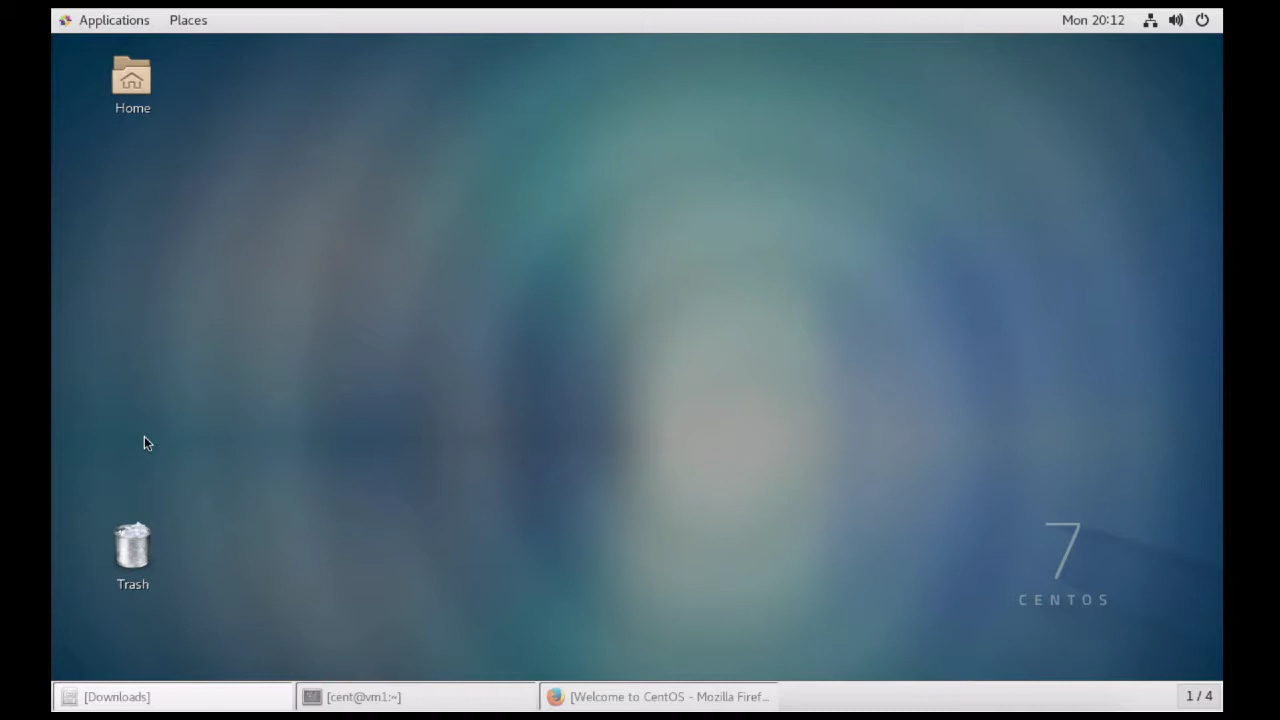 Applications Places Mon 20:12
Home
Trash
7
CENTOS
[Downloads] [cent@vm1:~] [Welcome to CentOS - Mozilla Firef... 1 / 4